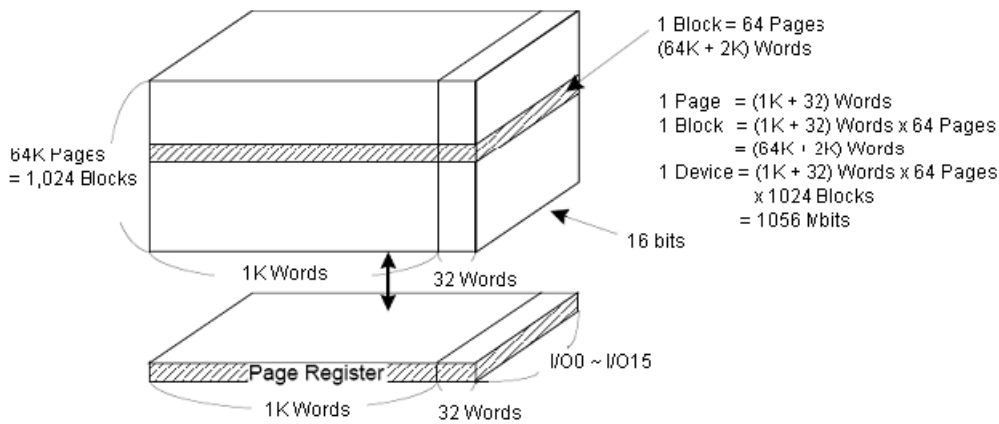 1 Block = 64 Pages
(64K + 2K) Words
1 Page = (1K + 32) Words
1 Block = (1K + 32) Words x 64 Pages
= (64K + 2K) Words
1 Device = (1K + 32) Words x 64 Pages
x 1024 Blocks
= 1056 Mbits
64K Pages
= 1,024 Blocks
16 bits
1K Words
32 Words
I/O0 ~ I/O15
Page Register
1K Words
32 Words